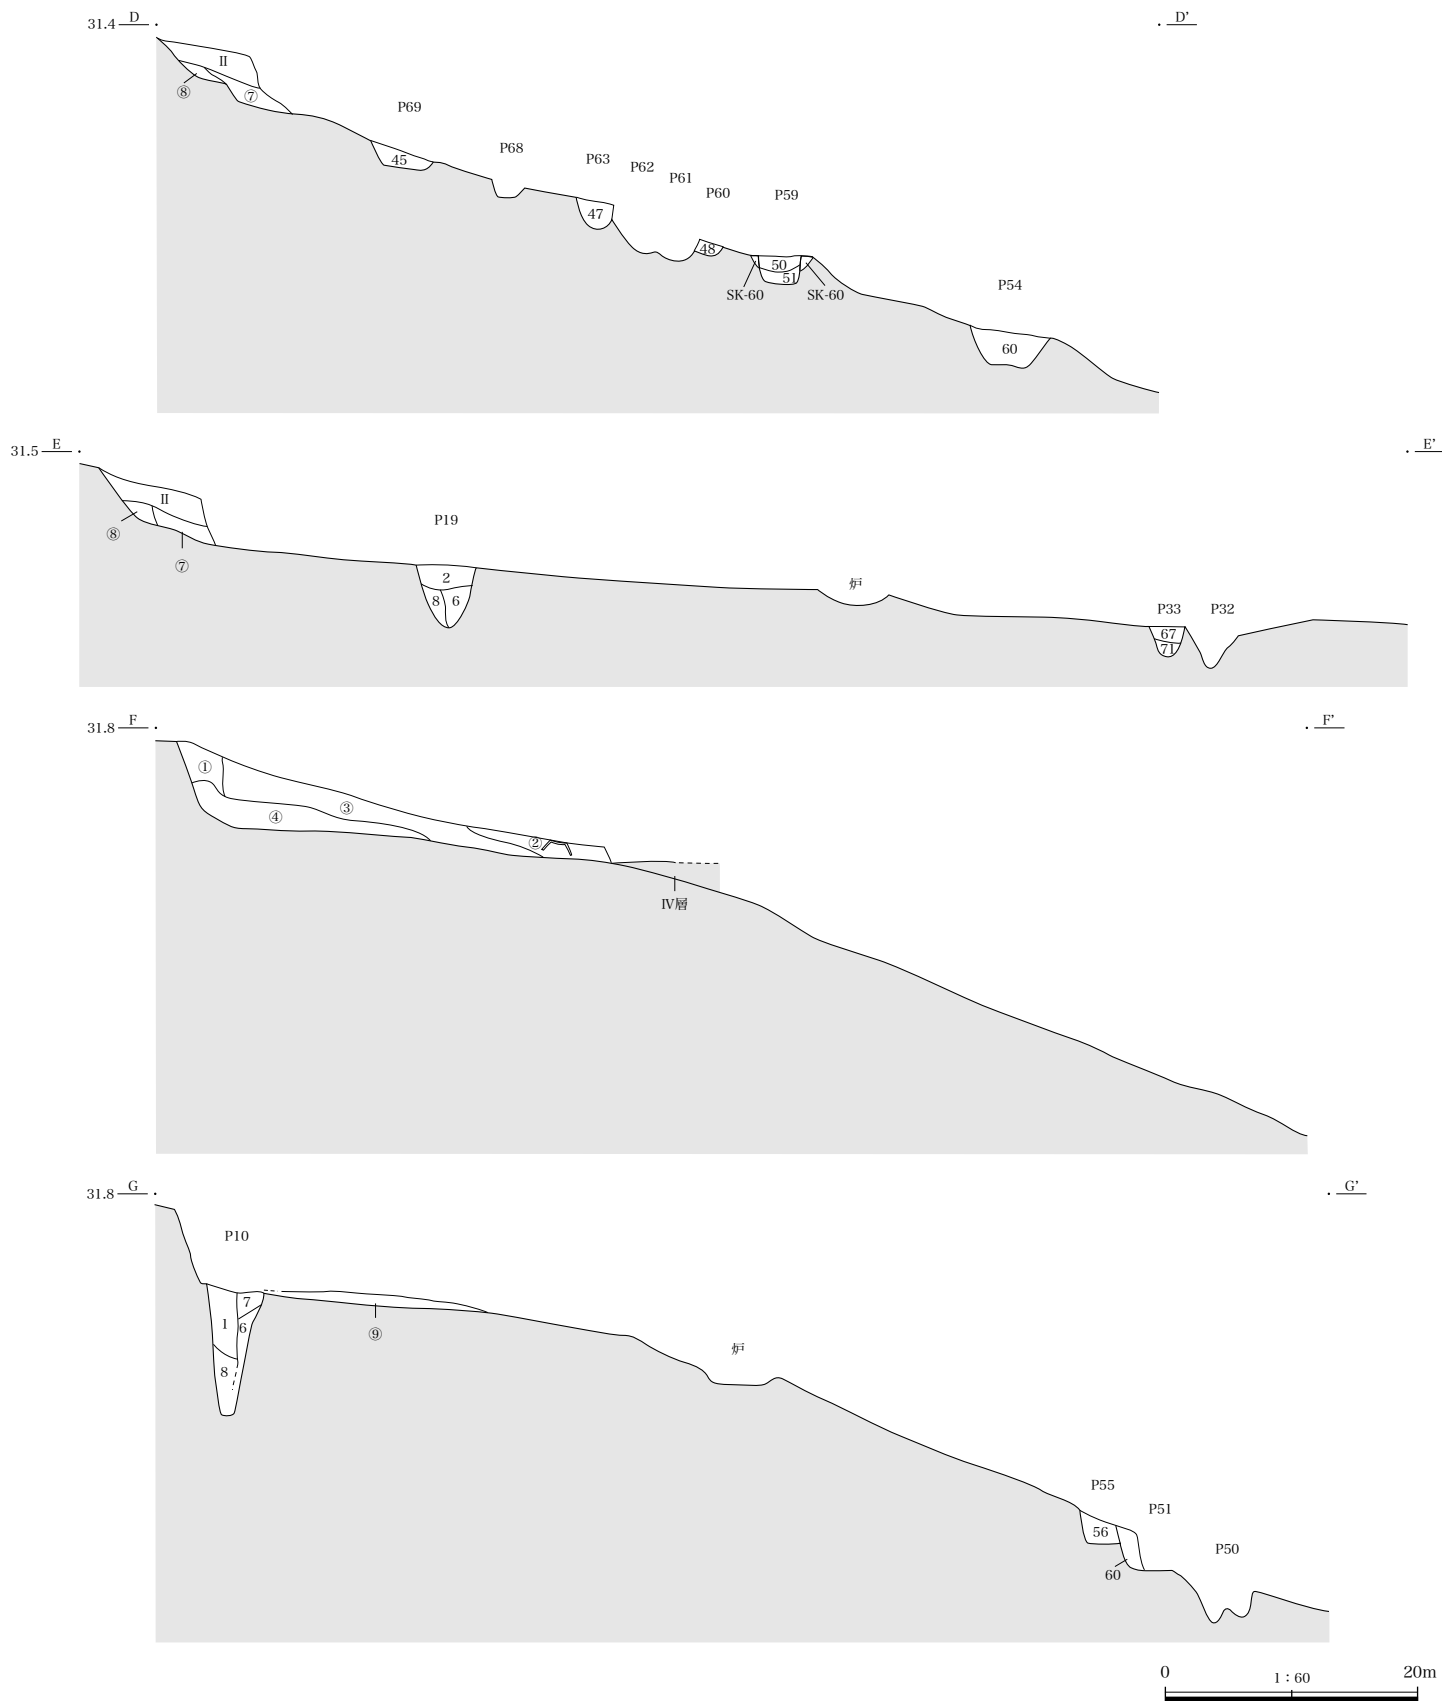 31.4 D D’
II
⑧
⑦
P69
45
P68
P63
47
P62
P61
P60
48
P59
50
51
SK-60 SK-60
P54
60
31.5 E E’
II
⑧
⑦
P19
2
8 6
炉
P33 P32
67
71
31.8 F F’
①
③
④
②
IV層
31.8 G G’
P10
7
1
6
8
⑨
炉
P55
56
60
P51
P50
0 1：60 20m